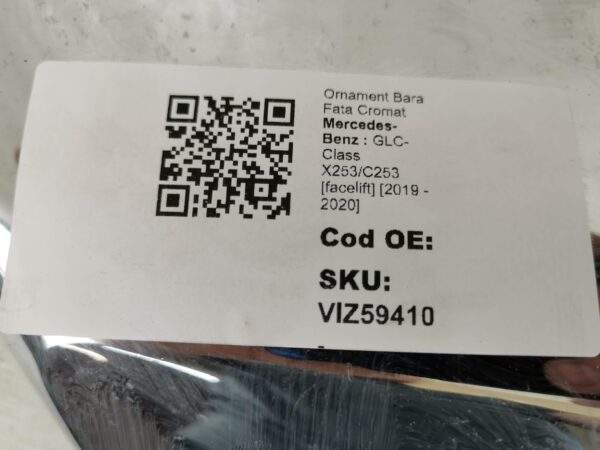 Ornament Bara
Fata Cromat
Mercedes-
Benz : GLC-
Class
X253/C253
[facelift] [2019 -
2020]
Cod OE:
SKU:
VIZ59410
-